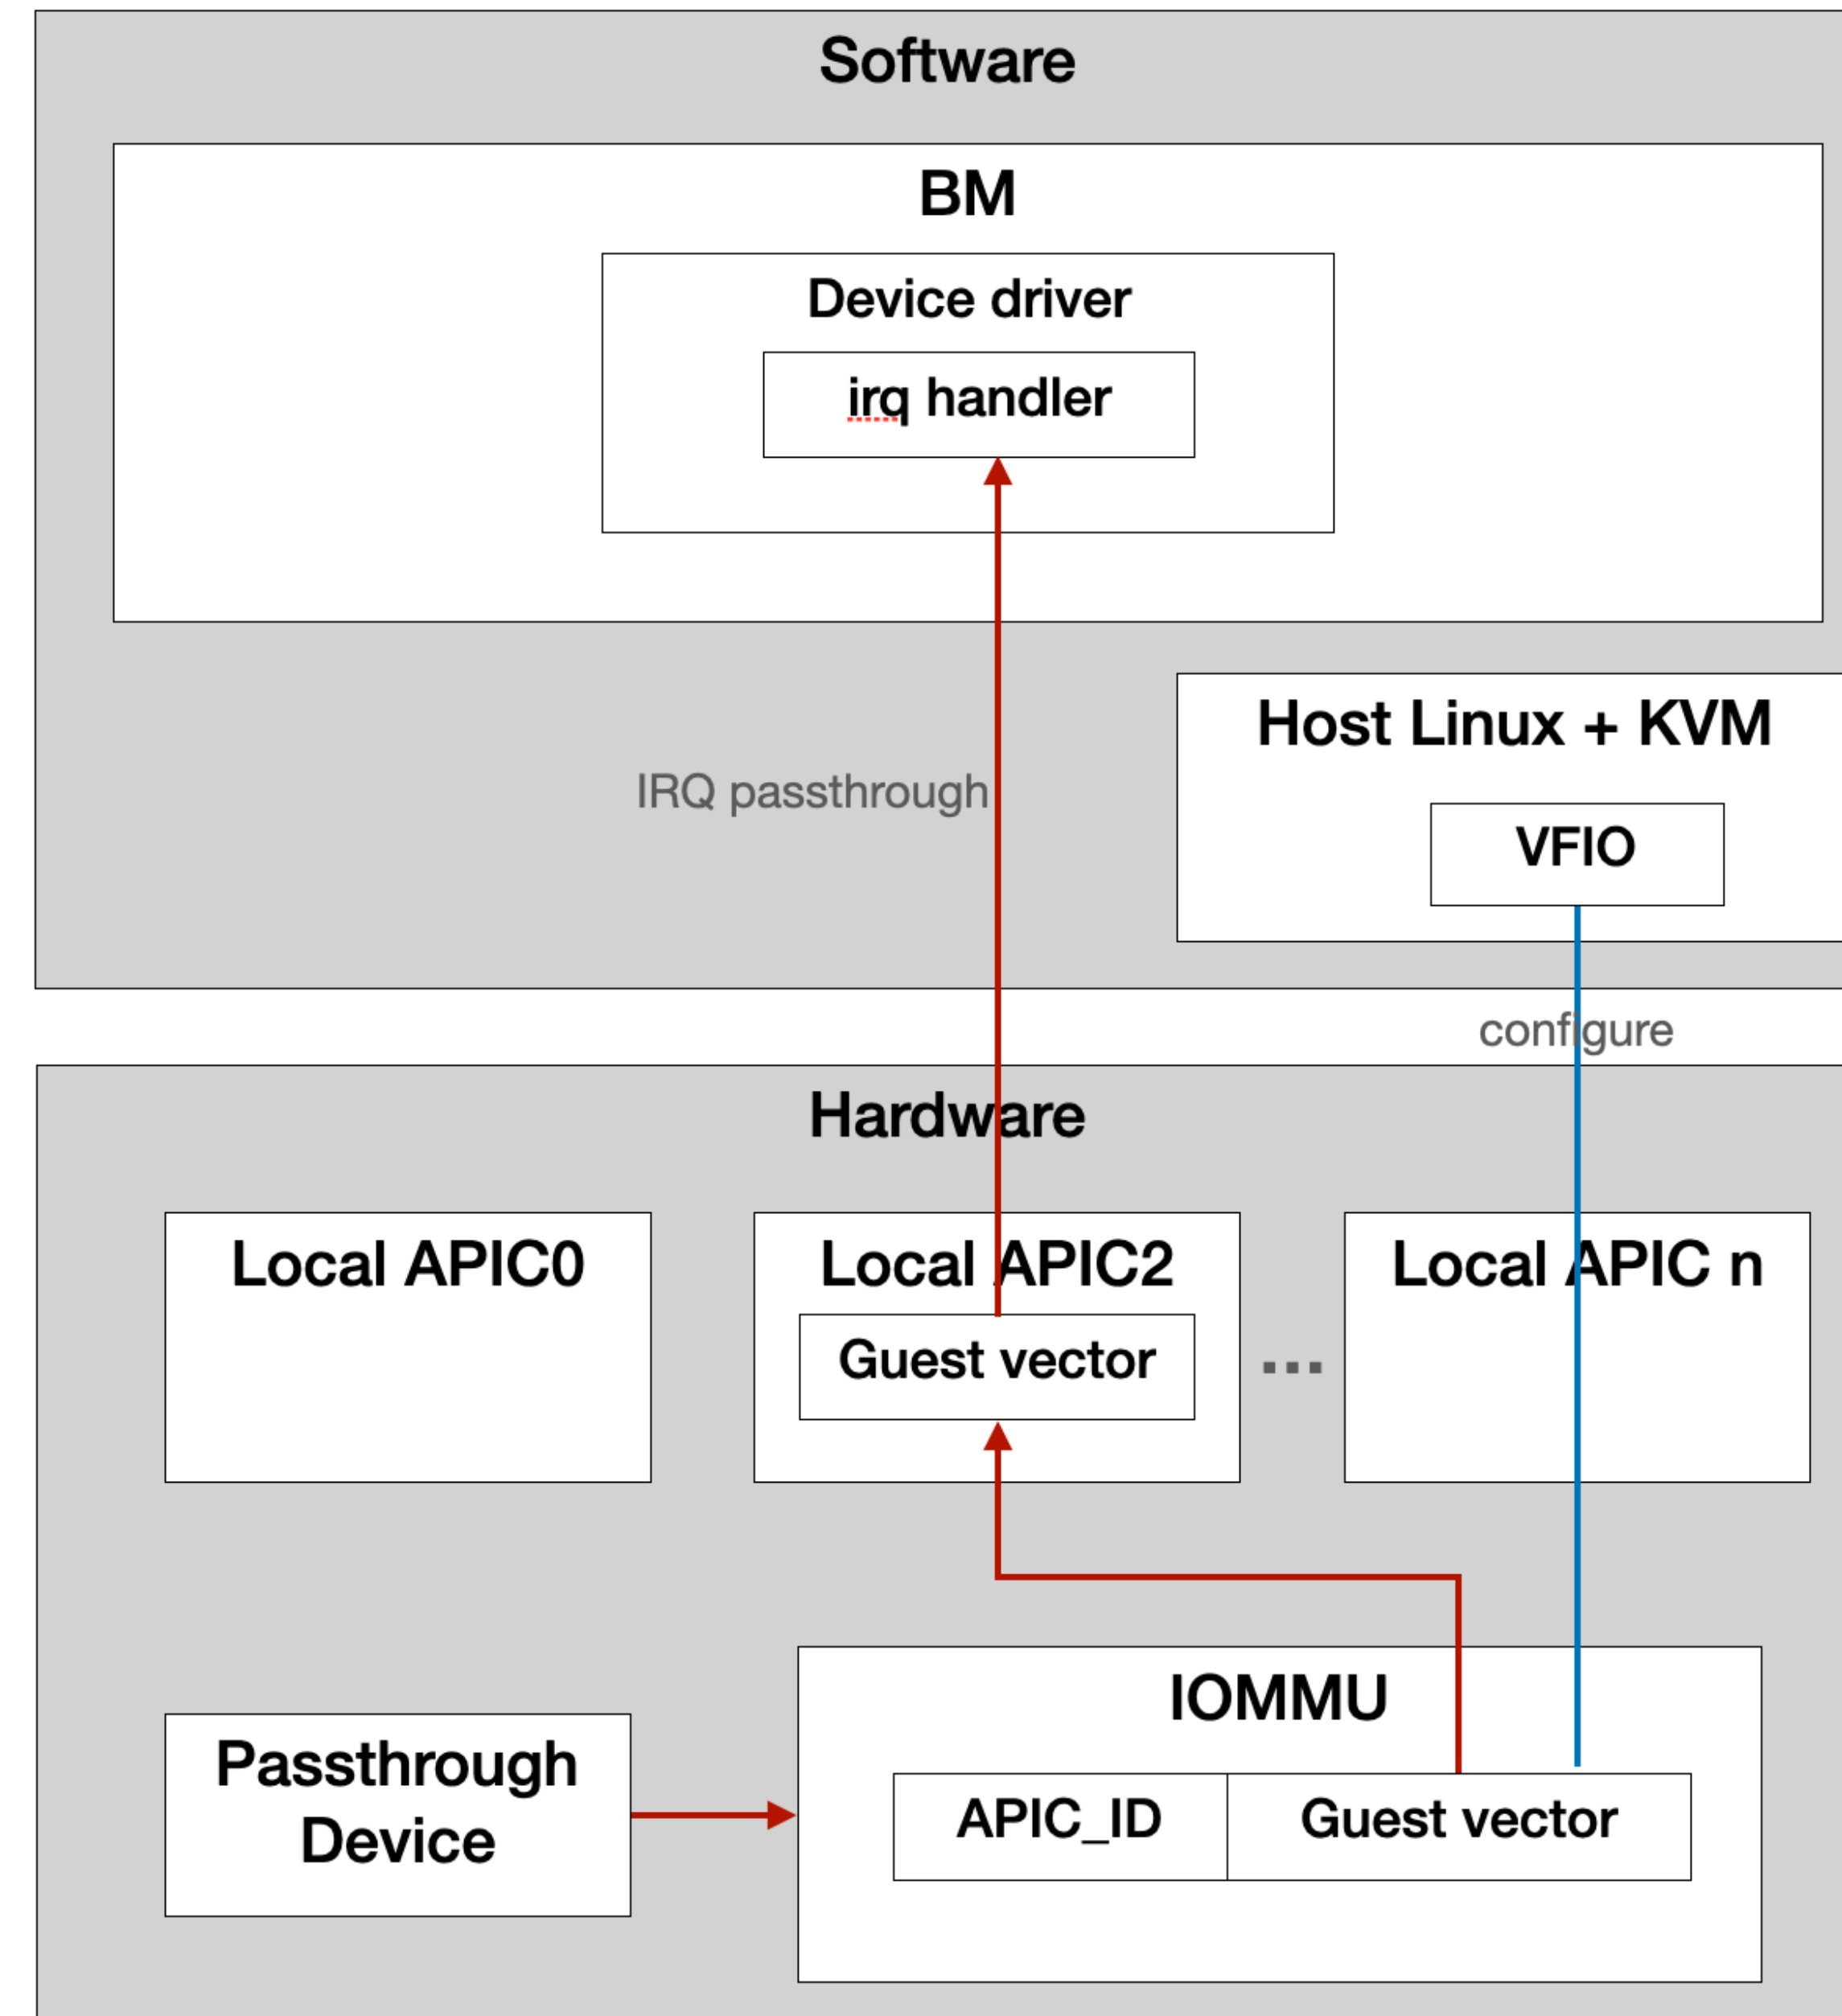 Software
BM
Device driver
irq handler
Host Linux + KVM
IRQ passthrough
VFIO
configure
Hardware
Local APIC0
Local APIC2
Local APIC n
Guest vector
...
IOMMU
Passthrough
Device
APIC_ID
Guest vector